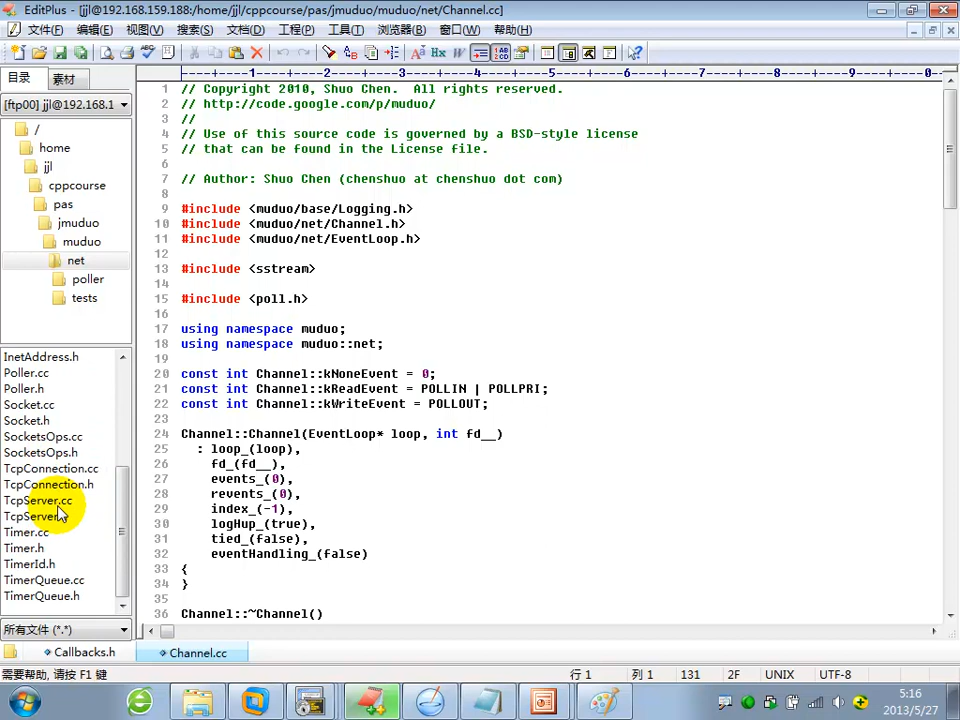 EditPlus - [jjl@192.168.159.188:/home/jjl/cppcourse/pas/jmuduo/muduo/net/Channel.cc]
文件(F) 编辑(E) 视图(V) 搜索(S) 文档(D) 工程(P) 工具(T) 浏览器(B) 窗口(W) 帮助(H)
目录 素材
[ftp00] jjl@192.168.1
/
home
jjl
cppcourse
pas
jmuduo
muduo
net
poller
tests
InetAddress.h
Poller.cc
Poller.h
Socket.cc
Socket.h
SocketsOps.cc
SocketsOps.h
TcpConnection.cc
TcpConnection.h
TcpServer.cc
TcpServer
Timer.cc
Timer.h
TimerId.h
TimerQueue.cc
TimerQueue.h
所有文件 (*.*)
----+----1----+----2----+----3----+----4----+----5----+----6----+----7----+----8----+----9----+----0--
1 // Copyright 2010, Shuo Chen.  All rights reserved.
2 // http://code.google.com/p/muduo/
3 //
4 // Use of this source code is governed by a BSD-style license
5 // that can be found in the License file.
6
7 // Author: Shuo Chen (chenshuo at chenshuo dot com)
8
9 #include <muduo/base/Logging.h>
10 #include <muduo/net/Channel.h>
11 #include <muduo/net/EventLoop.h>
12
13 #include <sstream>
14
15 #include <poll.h>
16
17 using namespace muduo;
18 using namespace muduo::net;
19
20 const int Channel::kNoneEvent = 0;
21 const int Channel::kReadEvent = POLLIN | POLLPRI;
22 const int Channel::kWriteEvent = POLLOUT;
23
24 Channel::Channel(EventLoop* loop, int fd__)
25   : loop_(loop),
26     fd_(fd__),
27     events_(0),
28     revents_(0),
29     index_(-1),
30     logHup_(true),
31     tied_(false),
32     eventHandling_(false)
33 {
34 }
35
36 Channel::~Channel()
Callbacks.h Channel.cc
需要帮助, 请按 F1 键 行 1 列 1 131 2F UNIX UTF-8
5:16
2013/5/27